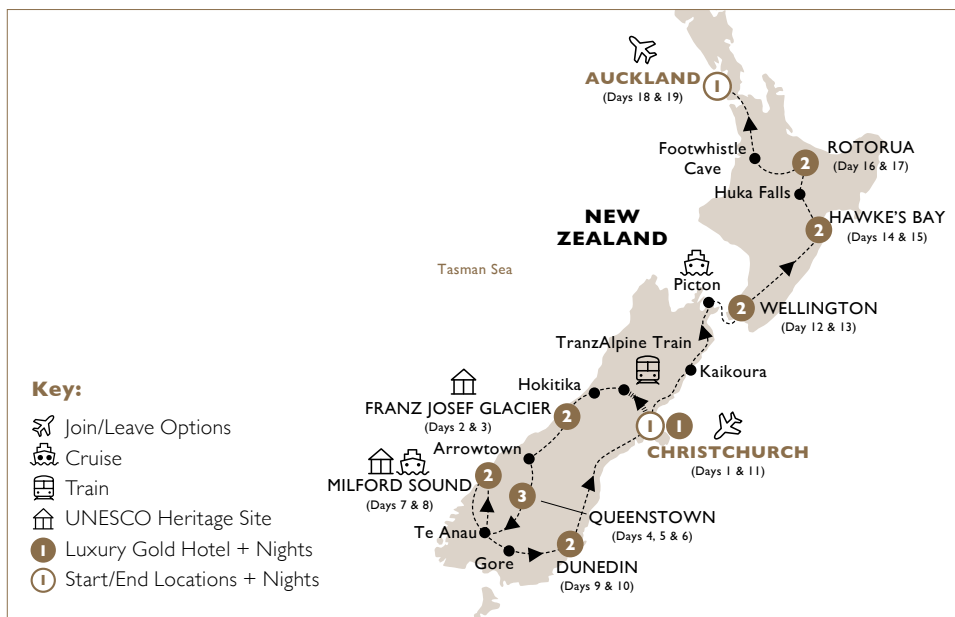 AUCKLAND
(Days 18 & 19)
1
Footwhistle
Cave
2
ROTORUA
(Day 16 & 17)
Huka Falls
NEW
ZEALAND
2
HAWKE'S BAY
(Days 14 & 15)
Tasman Sea
Picton
2
WELLINGTON
(Day 12 & 13)
TranzAlpine Train
Kaikoura
Hokitika
FRANZ JOSEF GLACIER
(Days 2 & 3)
2
1
1
CHRISTCHURCH
(Days 1 & 11)
Arrowtown
MILFORD SOUND
(Days 7 & 8)
2
3
QUEENSTOWN
(Days 4, 5 & 6)
Te Anau
Gore
2
DUNEDIN
(Days 9 & 10)
Key:
Join/Leave Options
Cruise
Train
UNESCO Heritage Site
1 Luxury Gold Hotel + Nights
1 Start/End Locations + Nights